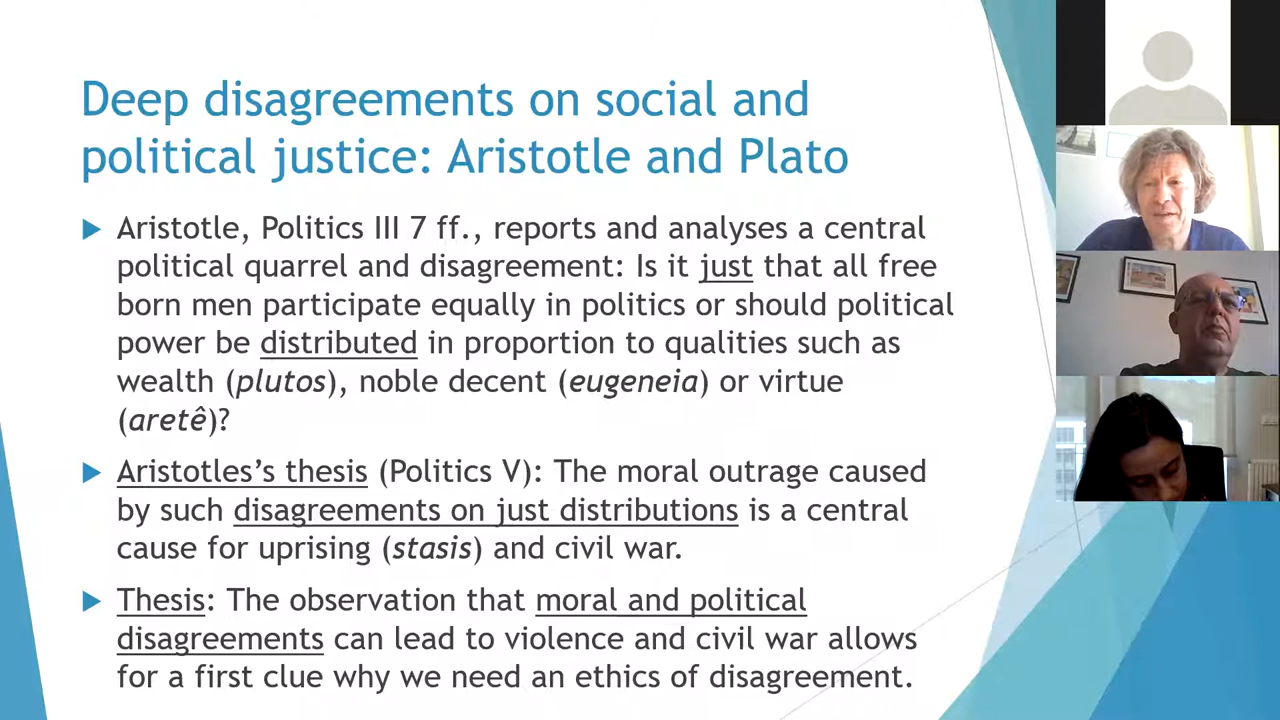 Deep disagreements on social and
political justice: Aristotle and Plato
Aristotle, Politics III 7 ff., reports and analyses a central
political quarrel and disagreement: Is it just that all free
born men participate equally in politics or should political
power be distributed in proportion to qualities such as
wealth (plutos), noble decent (eugeneia) or virtue
(aretê)?
Aristotles’s thesis (Politics V): The moral outrage caused
by such disagreements on just distributions is a central
cause for uprising (stasis) and civil war.
Thesis: The observation that moral and political
disagreements can lead to violence and civil war allows
for a first clue why we need an ethics of disagreement.